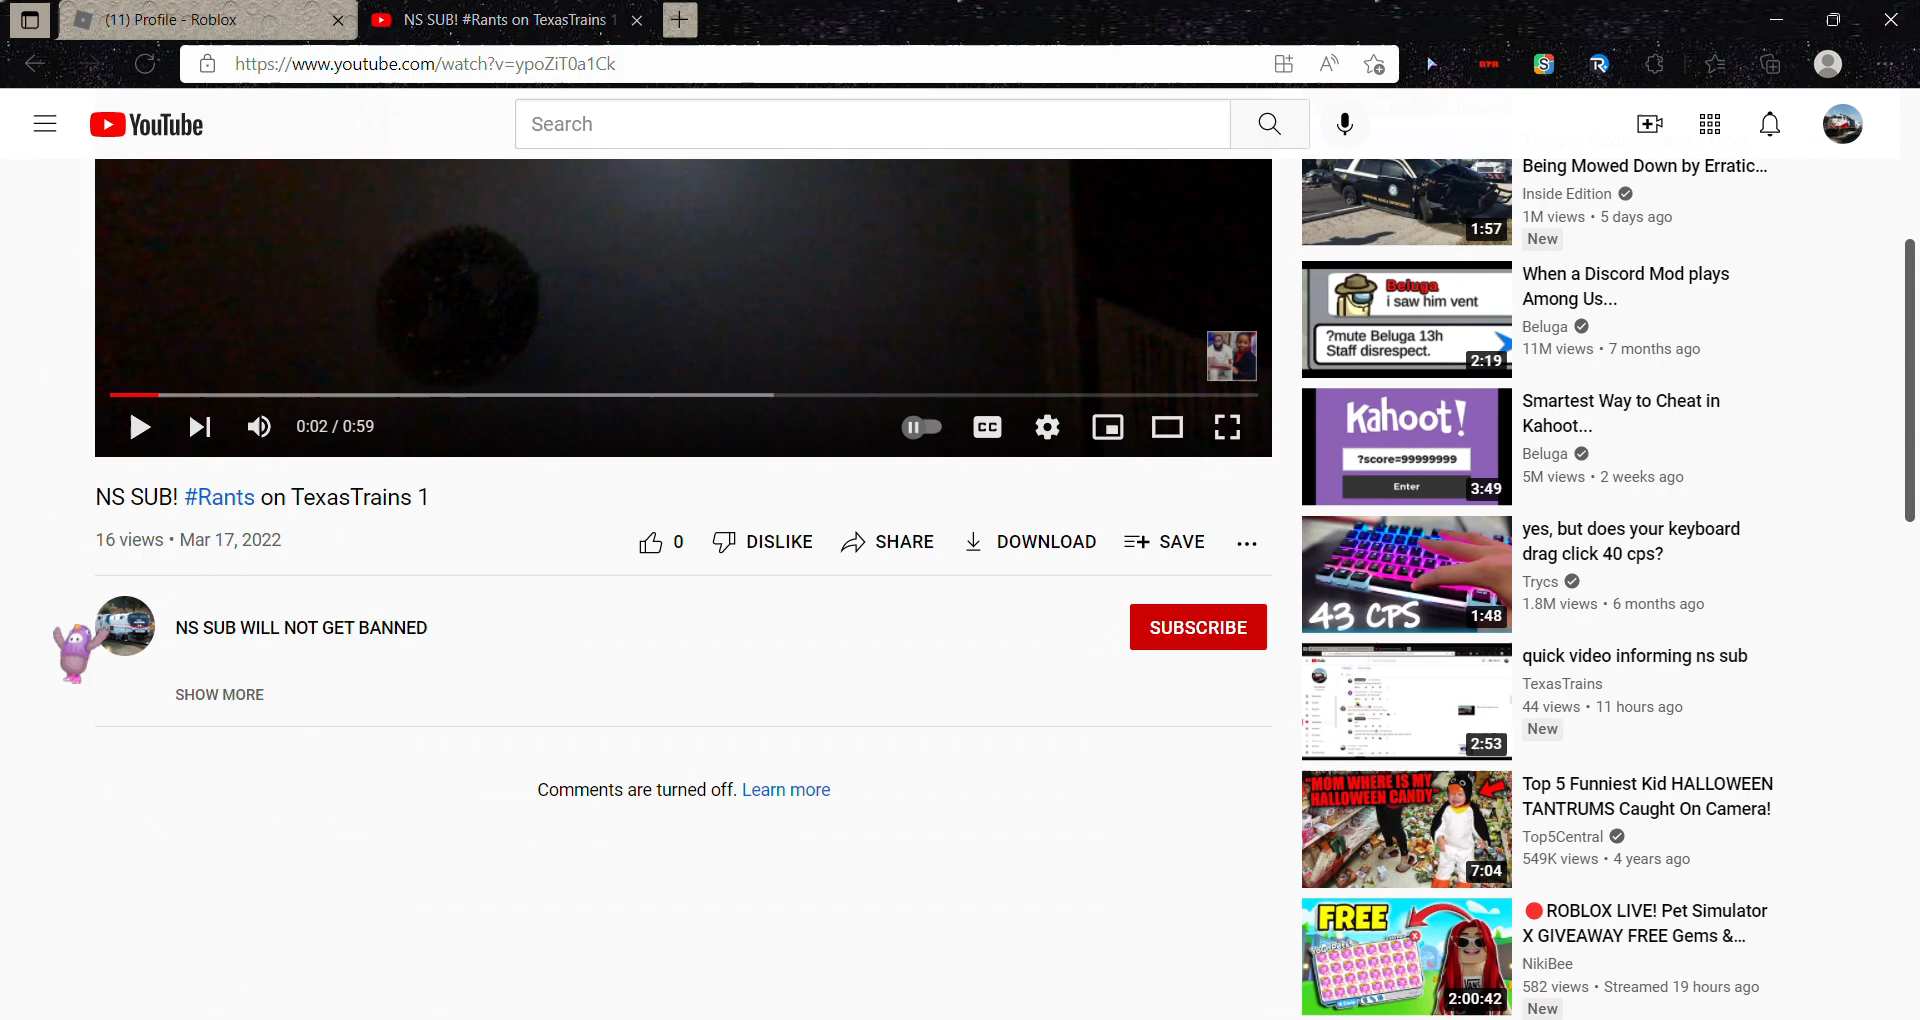 (11) Profile - Roblox
NS SUB! #Rants on TexasTrains 1
https://www.youtube.com/watch?v=ypoZiT0a1Ck
YouTube
Search
0:02 / 0:59
CC
NS SUB! #Rants on TexasTrains 1
16 views • Mar 17, 2022
0
DISLIKE
SHARE
DOWNLOAD
SAVE
NS SUB WILL NOT GET BANNED
SUBSCRIBE
SHOW MORE
Comments are turned off. Learn more
1:57
Being Mowed Down by Erratic...
Inside Edition
1M views • 5 days ago
New
Beluga
i saw him vent
?mute Beluga 13h
Staff disrespect.
2:19
When a Discord Mod plays
Among Us...
Beluga
11M views • 7 months ago
Kahoot!
?score=99999999
Enter
3:49
Smartest Way to Cheat in
Kahoot...
Beluga
5M views • 2 weeks ago
43 CPS
1:48
yes, but does your keyboard
drag click 40 cps?
Trycs
1.8M views • 6 months ago
2:53
quick video informing ns sub
TexasTrains
44 views • 11 hours ago
New
"MOM WHERE IS MY
HALLOWEEN CANDY"
7:04
Top 5 Funniest Kid HALLOWEEN
TANTRUMS Caught On Camera!
Top5Central
549K views • 4 years ago
FREE
2:00:42
ROBLOX LIVE! Pet Simulator
X GIVEAWAY FREE Gems &...
NikiBee
582 views • Streamed 19 hours ago
New